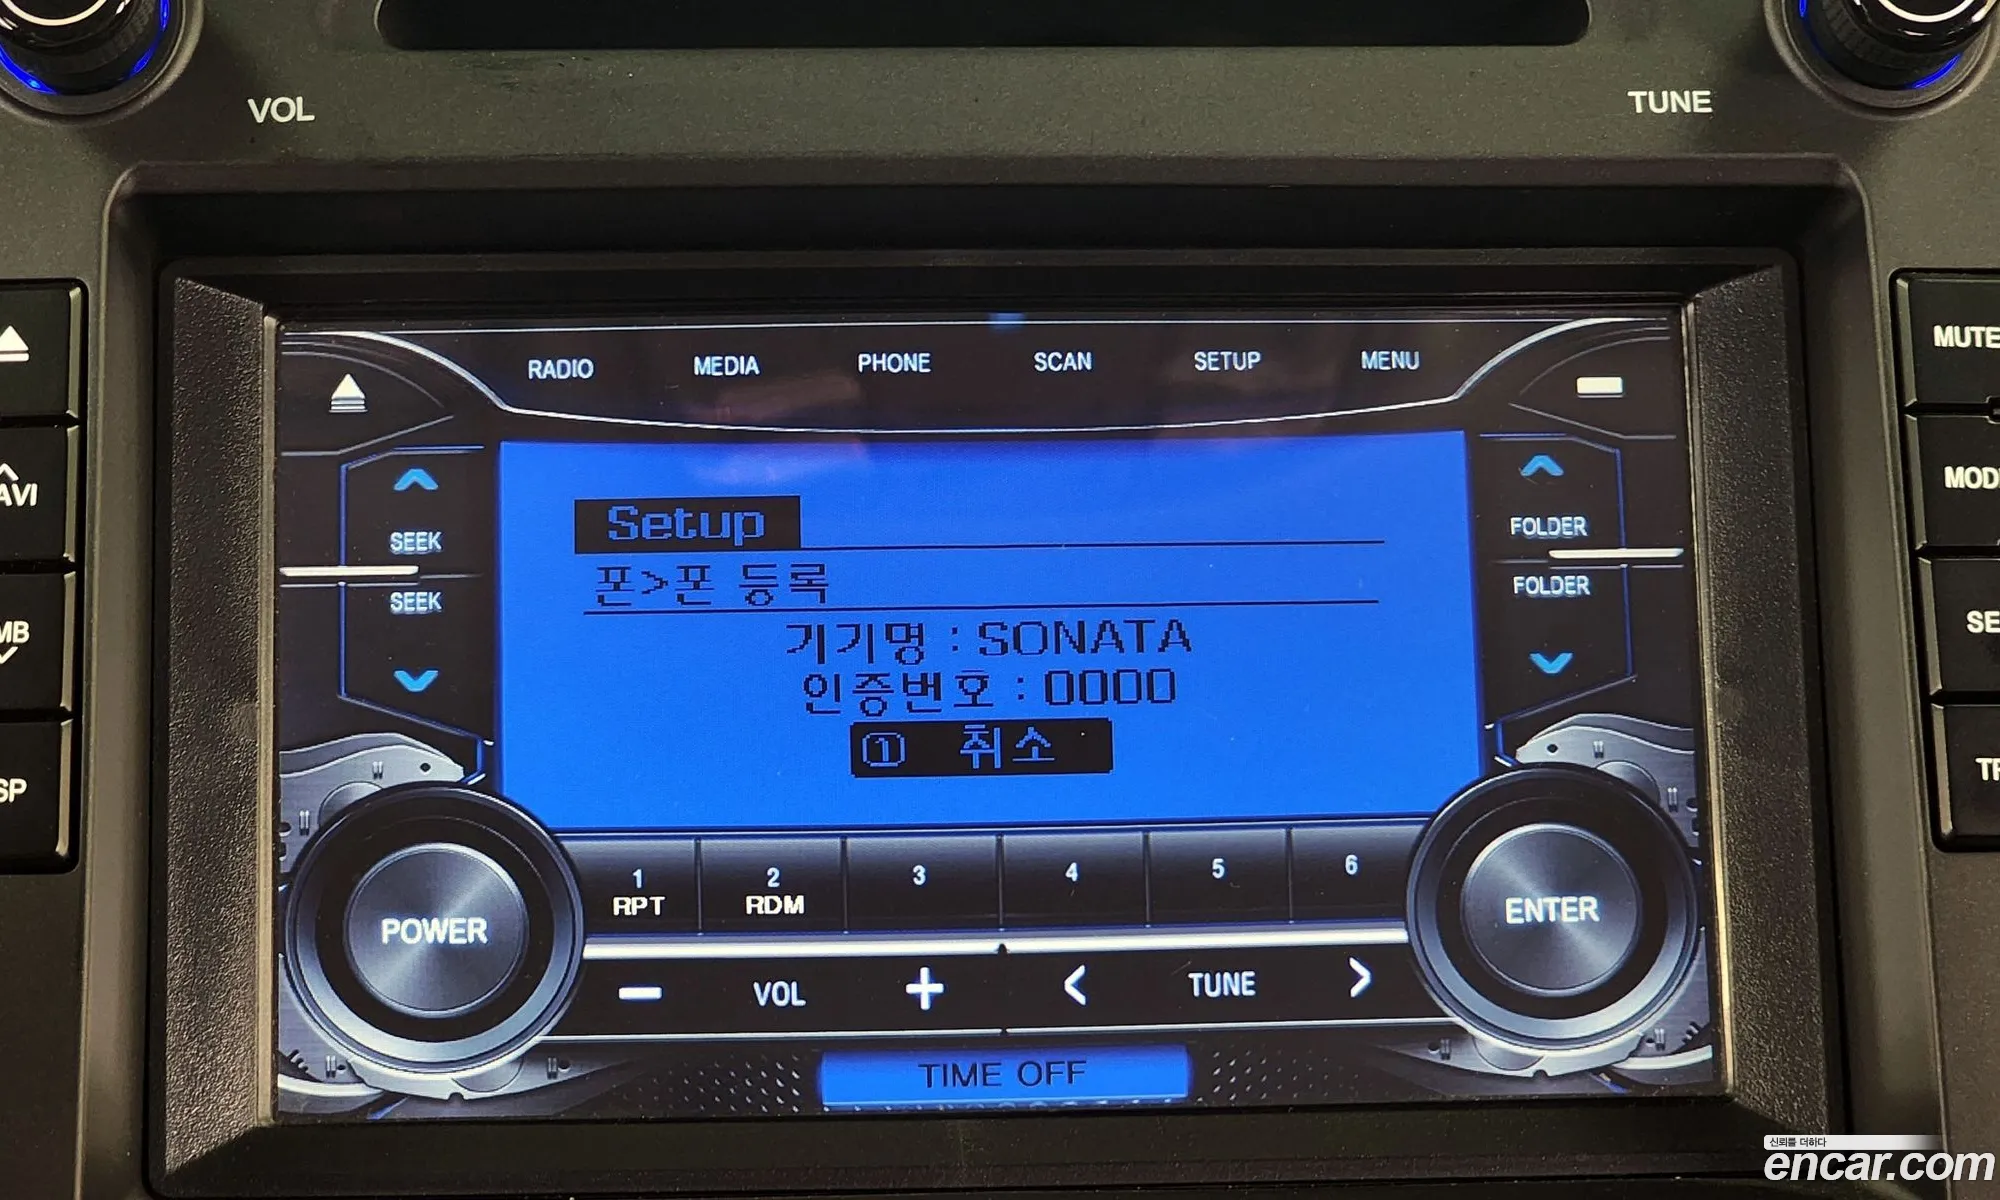 VOL
TUNE
RADIO
MEDIA
PHONE
SCAN
SETUP
MENU
MUTE
SEEK
SEEK
FOLDER
FOLDER
Setup
폰>폰 등록
기기명 : SONATA
인증번호 : 0000
① 취소
1
RPT
2
RDM
3
4
5
6
POWER
ENTER
VOL
TUNE
TIME OFF
신뢰를 더하다
encar.com